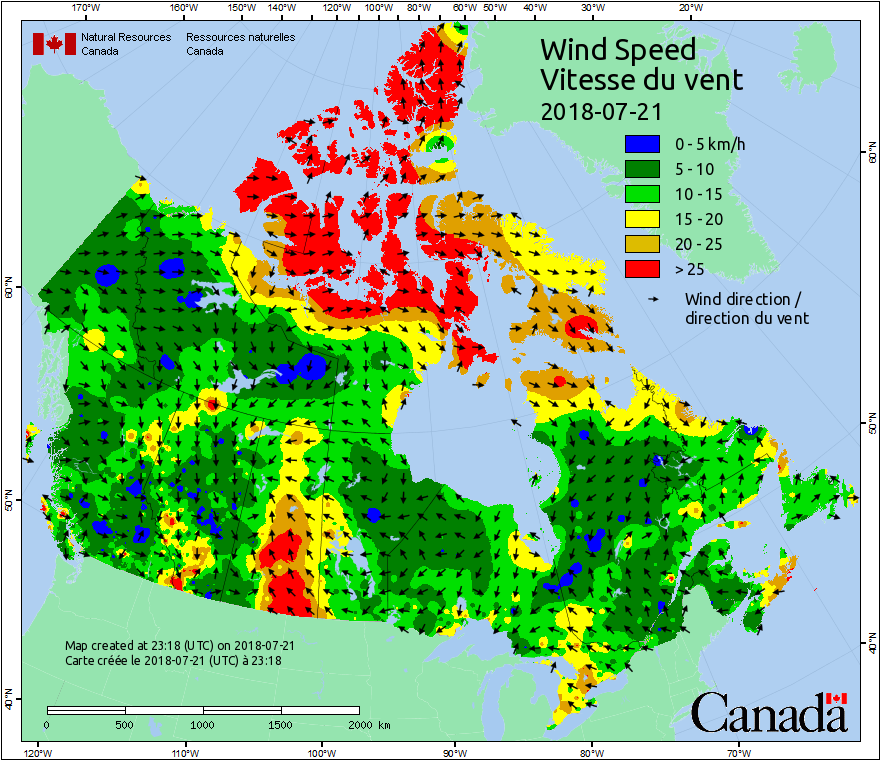 170°W 160°W 150°W 140°W 130°W 120°W 110°W 100°W 90°W 80°W 70°W 60°W 50°W 40°W 30°W 20°W
Natural Resources Ressources naturelles
Canada Canada
Wind Speed
Vitesse du vent
2018-07-21
0 - 5 km/h
5 - 10
10 - 15
15 - 20
20 - 25
> 25
Wind direction /
direction du vent
60°N
60°N
50°N
50°N
40°N
40°N
Map created at 23:18 (UTC) on 2018-07-21
Carte créée le 2018-07-21 (UTC) à 23:18
0 500 1000 1500 2000 km
Canada
120°W 110°W 100°W 90°W 80°W 70°W